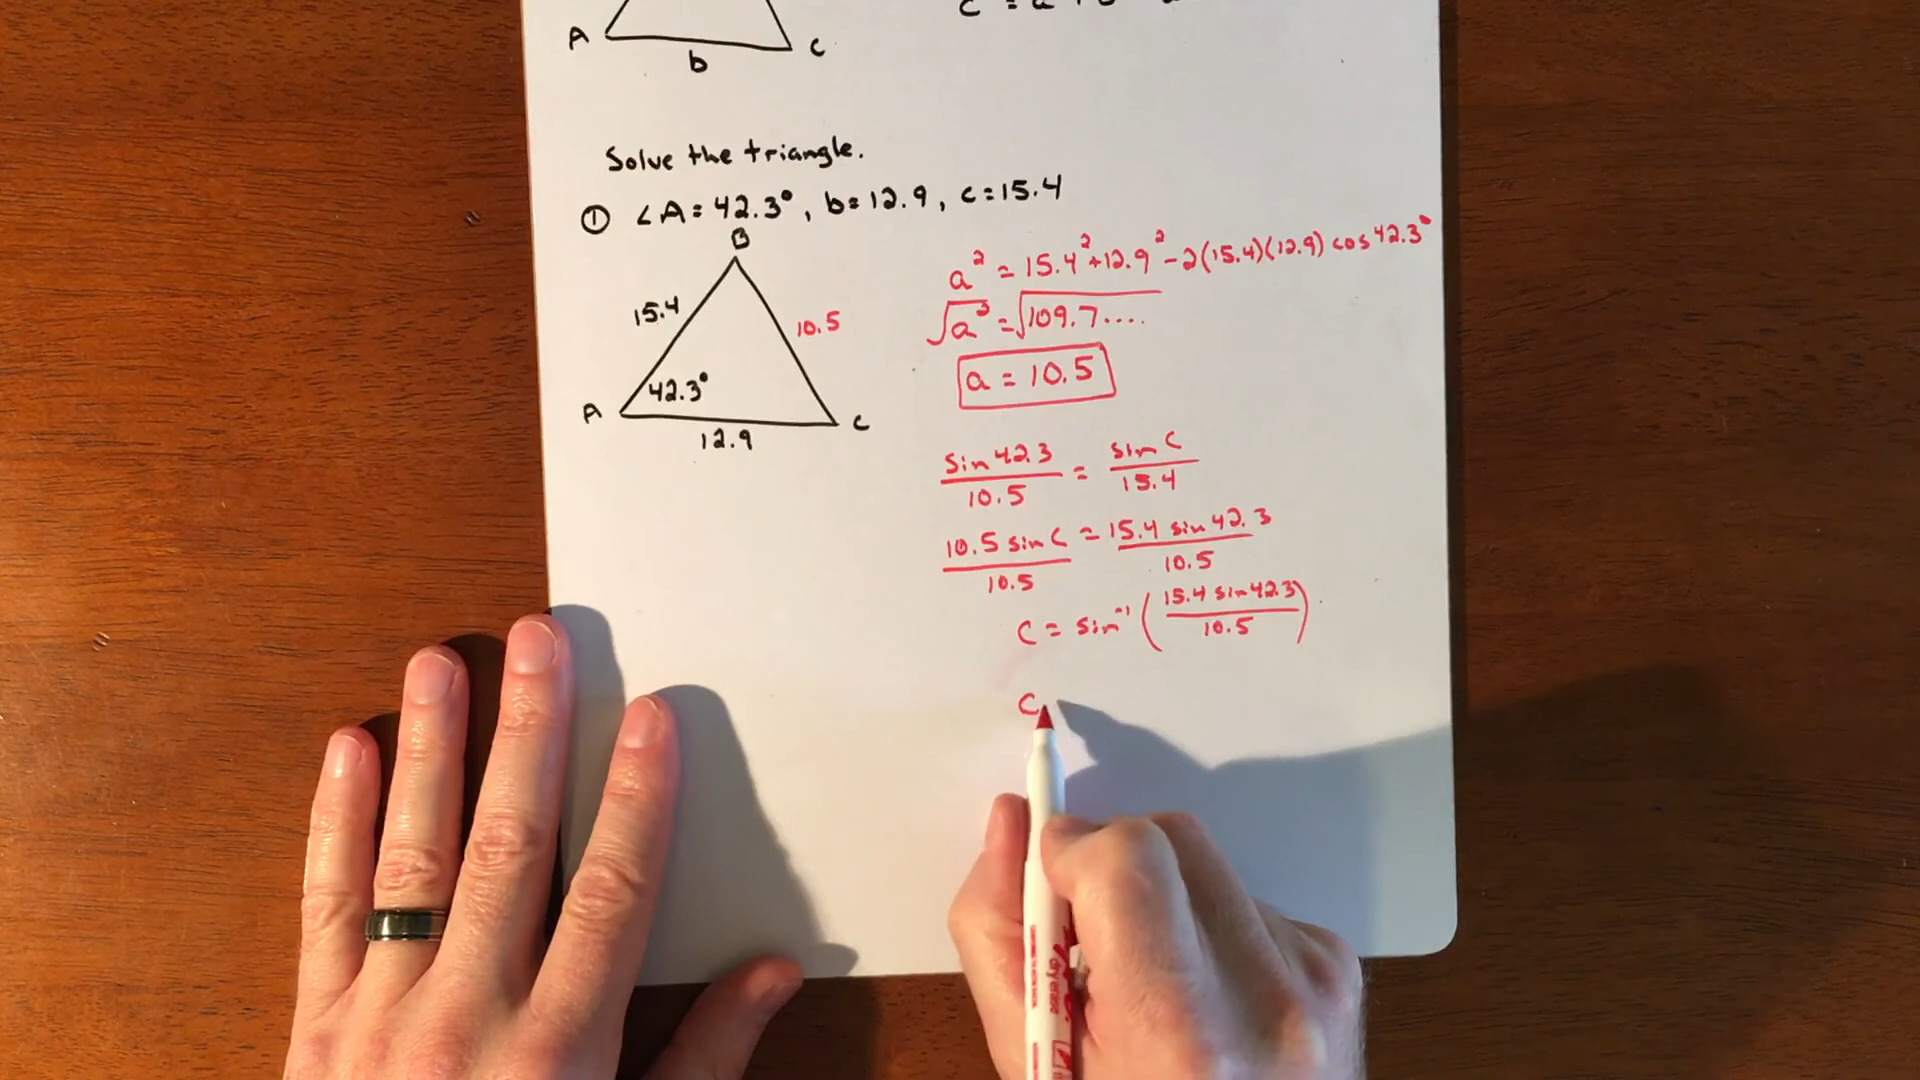 A
b
C
Solve the triangle.
① ∠A = 42.3°, b = 12.9, c = 15.4
B
15.4
10.5
42.3°
A
C
12.9
a² = 15.4² + 12.9² - 2(15.4)(12.9) cos 42.3°
√a² = √109.7....
a = 10.5
sin 42.3 / 10.5 = sin C / 15.4
10.5 sin C / 10.5 = 15.4 sin 42.3 / 10.5
C = sin⁻¹ (15.4 sin 42.3 / 10.5)
C
dry erase